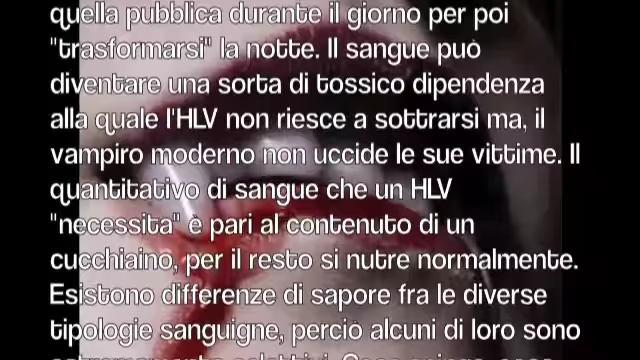 quella pubblica durante il giorno per poi
"trasformarsi" la notte. Il sangue può
diventare una sorta di tossico dipendenza
alla quale l'HLV non riesce a sottrarsi ma, il
vampiro moderno non uccide le sue vittime. Il
quantitativo di sangue che un HLV
"necessita" è pari al contenuto di un
cucchiaino, per il resto si nutre normalmente.
Esistono differenze di sapore fra le diverse
tipologie sanguigne, perciò alcuni di loro sono